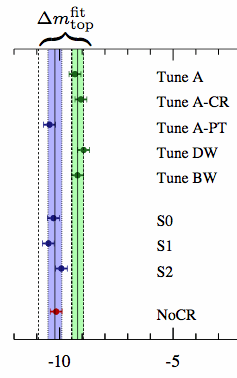 Δm_top^fit
Tune A
Tune A-CR
Tune A-PT
Tune DW
Tune BW
S0
S1
S2
NoCR
-10 -5